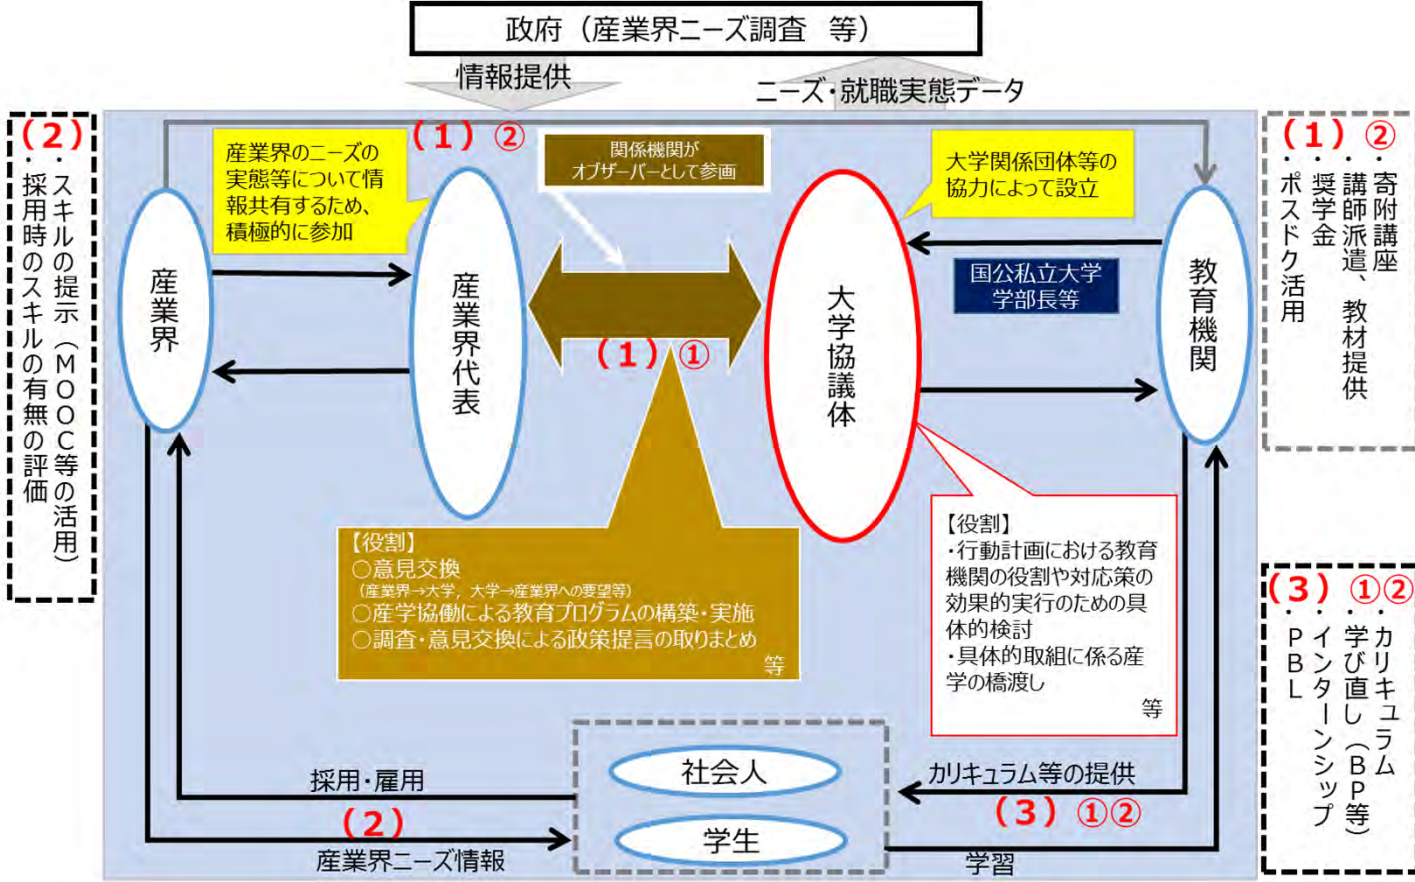 政府（産業界ニーズ調査　等）
情報提供
ニーズ・就職実態データ
（２）
・スキルの提示（ＭＯＯＣ等の活用）
・採用時のスキルの有無の評価
産業界のニーズの
実態等について情
報共有するため、
積極的に参加
（１）②
関係機関が
オブザーバーとして参画
大学関係団体等の
協力によって設立
（１）②
・寄附講座
・講師派遣、教材提供
・奨学金
・ポスドク活用
産業界
産業界代表
大学協議体
国公私立大学
学部長等
教育機関
（１）①
【役割】
○意見交換
（産業界→大学，大学→産業界への要望等）
○産学協働による教育プログラムの構築・実施
○調査・意見交換による政策提言の取りまとめ
等
【役割】
・行動計画における教育
機関の役割や対応策の
効果的実行のための具
体的検討
・具体的取組に係る産
学の橋渡し
等
（３）①②
・カリキュラム
・学び直し（ＢＰ等）
・インターンシップ
・ＰＢＬ
採用・雇用
（２）
産業界ニーズ情報
社会人
学生
カリキュラム等の提供
（３）①②
学習